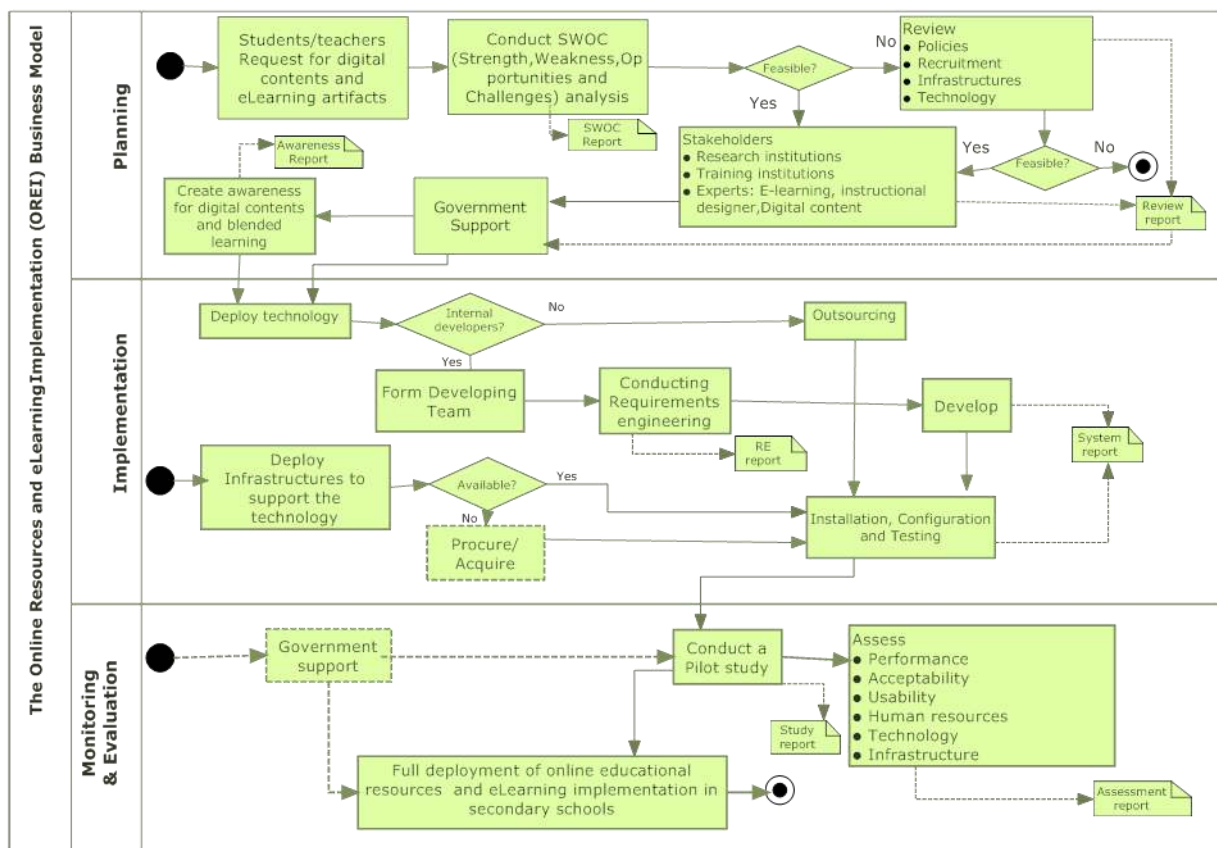 The Online Resources and eLearningImplementation (OREI) Business Model
Planning
Students/teachers
Request for digital
contents and
eLearning artifacts
Conduct SWOC
(Strength,Weakness,Op
portunities and
Challenges) analysis
SWOC
Report
Feasible?
No
Yes
Review
● Policies
● Recruitment
● Infrastructures
● Technology
Feasible?
Yes
No
Stakeholders
● Research institutions
● Training institutions
● Experts: E-learning, instructional
designer,Digital content
Review
report
Awareness
Report
Create awareness
for digital contents
and blended
learning
Government
Support
Implementation
Deploy technology
Internal
developers?
No
Yes
Outsourcing
Form Developing
Team
Conducting
Requirements
engineering
RE
report
Develop
System
report
Deploy
Infrastructures to
support the
technology
Available?
Yes
No
Procure/
Acquire
Installation, Configuration
and Testing
Monitoring
& Evaluation
Government
support
Conduct a
Pilot study
Study
report
Assess
● Performance
● Acceptability
● Usability
● Human resources
● Technology
● Infrastructure
Assessment
report
Full deployment of online educational
resources and eLearning implementation in
secondary schools